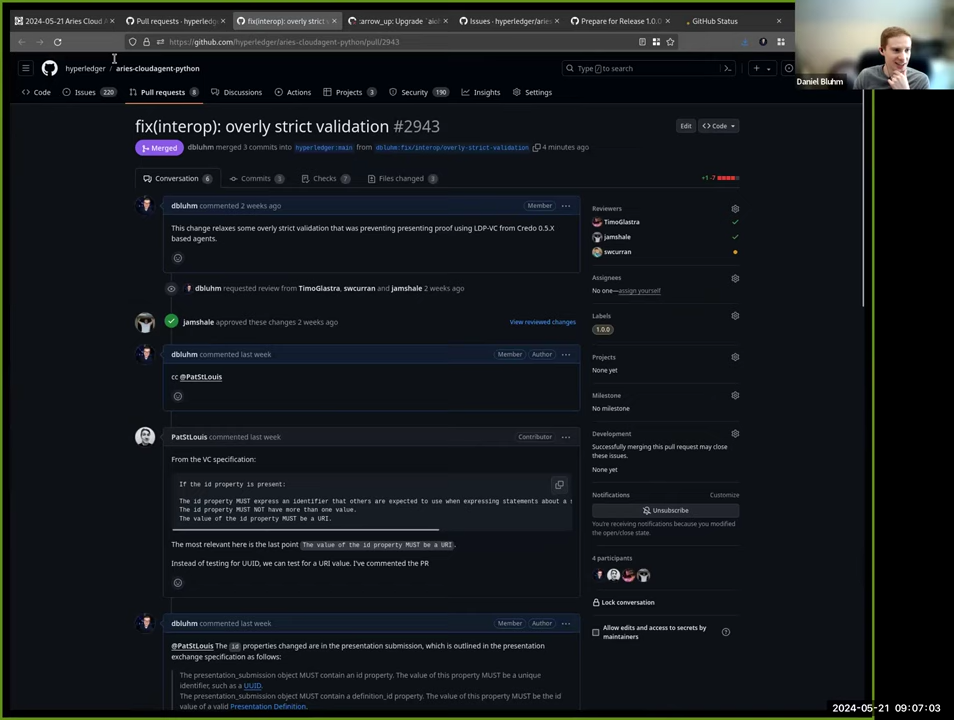 2024-05-21 Aries Cloud A
Pull requests · hyperledg
fix(interop): overly strict v
:arrow_up: Upgrade `aioh
Issues · hyperledger/aries
Prepare for Release 1.0.
GitHub Status
https://github.com/hyperledger/aries-cloudagent-python/pull/2943
Daniel Bluhm
hyperledger / aries-cloudagent-python
Type / to search
Code
Issues 220
Pull requests 8
Discussions
Actions
Projects 3
Security 190
Insights
Settings
fix(interop): overly strict validation #2943
Edit
Code
Merged
dbluhm merged 3 commits into hyperledger:main from dbluhm:fix/interop/overly-strict-validation 4 minutes ago
Conversation 6
Commits 3
Checks 7
Files changed 3
+1 -7
dbluhm commented 2 weeks ago
Member
This change relaxes some overly strict validation that was preventing presenting proof using LDP-VC from Credo 0.5.X
based agents.
dbluhm requested review from TimoGlastra, swcurran and jamshale 2 weeks ago
jamshale approved these changes 2 weeks ago
View reviewed changes
dbluhm commented last week
Member
Author
cc @PatStLouis
PatStLouis commented last week
Contributor
From the VC specification:
If the id property is present:
The id property MUST express an identifier that others are expected to use when expressing statements about a
The id property MUST NOT have more than one value.
The value of the id property MUST be a URI.
The most relevant here is the last point The value of the id property MUST be a URI.
Instead of testing for UUID, we can test for a URI value. I've commented the PR
dbluhm commented last week
Member
Author
@PatStLouis The id properties changed are in the presentation submission, which is outlined in the presentation
exchange specification as follows:
The presentation_submission object MUST contain an id property. The value of this property MUST be a unique
identifier, such as a UUID.
The presentation_submission object MUST contain a definition_id property. The value of this property MUST be the id
value of a valid Presentation Definition.
Reviewers
TimoGlastra
jamshale
swcurran
Assignees
No one—assign yourself
Labels
1.0.0
Projects
None yet
Milestone
No milestone
Development
Successfully merging this pull request may close
these issues.
None yet
Notifications
Customize
Unsubscribe
You're receiving notifications because you modified
the open/close state.
4 participants
Lock conversation
Allow edits and access to secrets by
maintainers
2024-05-21 09:07:03